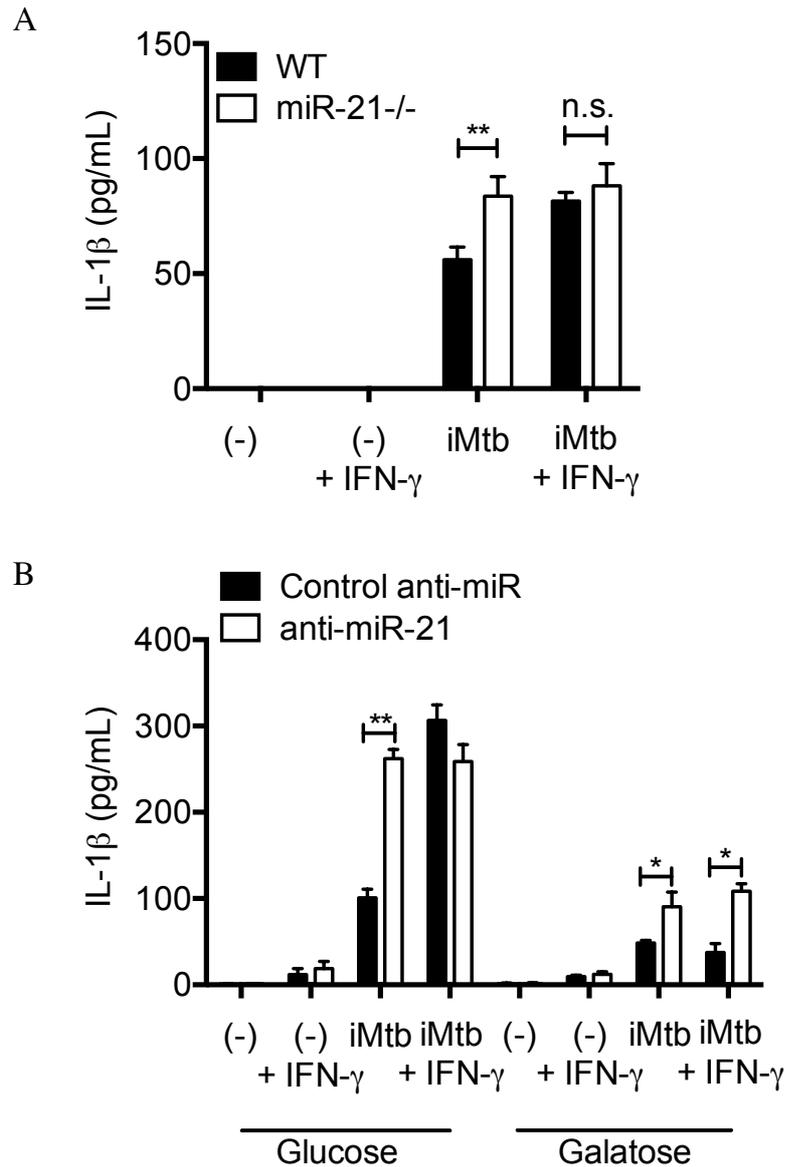 A
150
100
50
0
IL-1β (pg/mL)
WT
miR-21-/-
**
n.s.
(-) (-) iMtb iMtb
+ IFN-γ + IFN-γ
B
Control anti-miR
anti-miR-21
400
300
200
100
0
IL-1β (pg/mL)
**
*
*
(-) (-) iMtb iMtb (-) (-) iMtb iMtb
+ IFN-γ + IFN-γ + IFN-γ + IFN-γ
Glucose Galatose